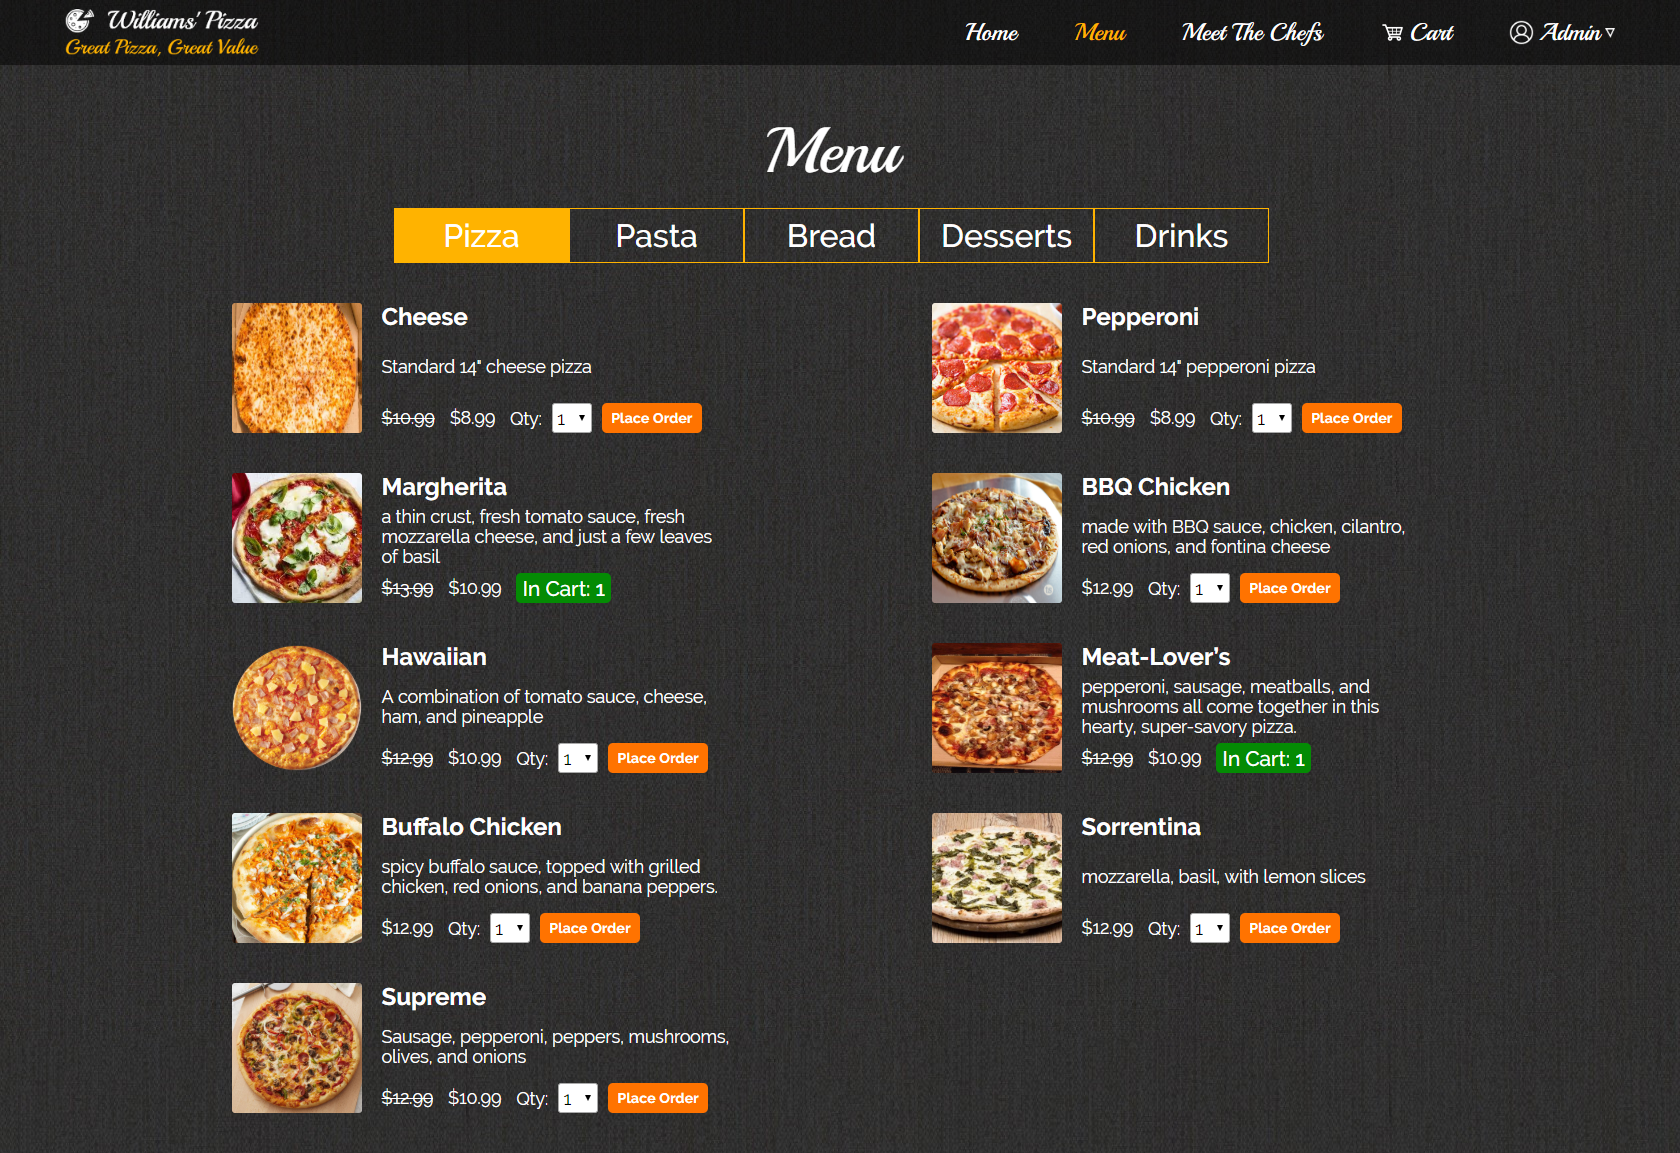 Williams' Pizza
Great Pizza, Great Value
Home Menu Meet The Chefs Cart Admin
Menu
Pizza Pasta Bread Desserts Drinks
Cheese
Standard 14" cheese pizza
$10.99 $8.99 Qty: 1 Place Order
Pepperoni
Standard 14" pepperoni pizza
$10.99 $8.99 Qty: 1 Place Order
Margherita
a thin crust, fresh tomato sauce, fresh
mozzarella cheese, and just a few leaves
of basil
$13.99 $10.99 In Cart: 1
BBQ Chicken
made with BBQ sauce, chicken, cilantro,
red onions, and fontina cheese
$12.99 Qty: 1 Place Order
Hawaiian
A combination of tomato sauce, cheese,
ham, and pineapple
$12.99 $10.99 Qty: 1 Place Order
Meat-Lover's
pepperoni, sausage, meatballs, and
mushrooms all come together in this
hearty, super-savory pizza.
$12.99 $10.99 In Cart: 1
Buffalo Chicken
spicy buffalo sauce, topped with grilled
chicken, red onions, and banana peppers.
$12.99 Qty: 1 Place Order
Sorrentina
mozzarella, basil, with lemon slices
$12.99 Qty: 1 Place Order
Supreme
Sausage, pepperoni, peppers, mushrooms,
olives, and onions
$12.99 $10.99 Qty: 1 Place Order